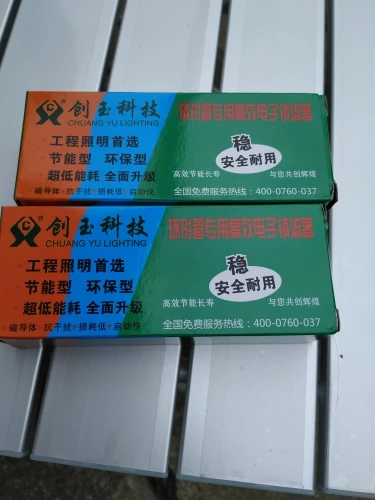 创玉科技
CHUANG YU LIGHTING
工程照明首选
节能型 环保型
超低能耗 全面升级
磁导体·抗干扰·损耗低·启动快
环形管专用高效电子镇流器
稳
安全耐用
高效节能长寿 与您共创辉煌
全国免费服务热线：400-0760-037
创玉科技
CHUANG YU LIGHTING
工程照明首选
节能型 环保型
超低能耗 全面升级
磁导体·抗干扰·损耗低·启动快
环形管专用高效电子镇流器
稳
安全耐用
高效节能长寿 与您共创辉煌
全国免费服务热线：400-0760-037